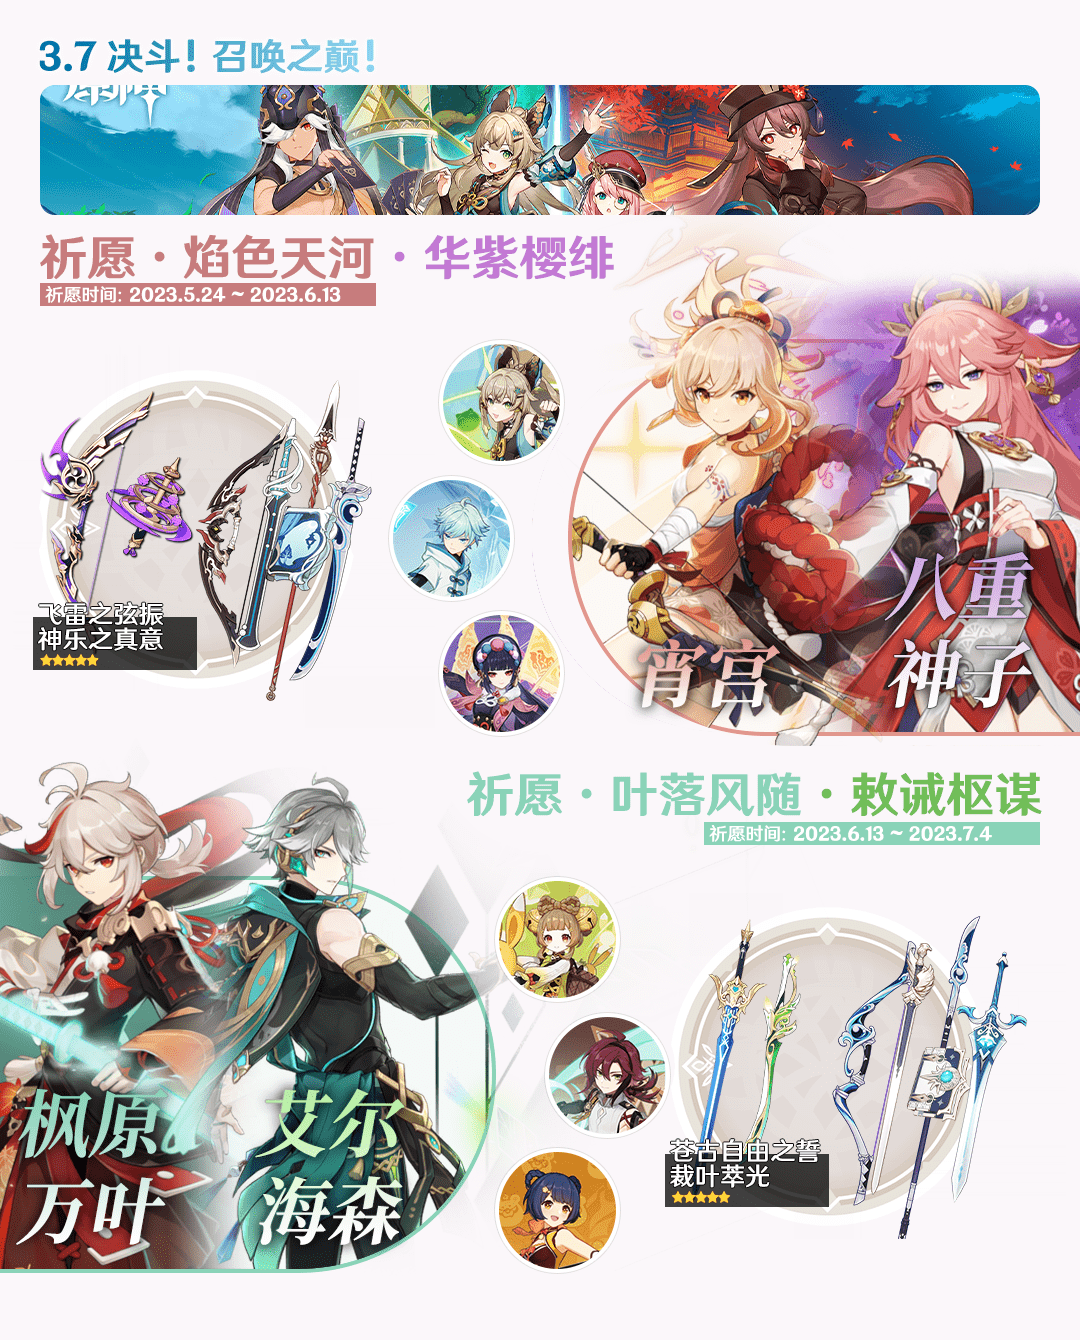 3.7 决斗！召唤之巅！
原神
祈愿·焰色天河·华紫樱绯
祈愿时间: 2023.5.24 ~ 2023.6.13
飞雷之弦振
神乐之真意
宵宫
八重
神子
祈愿·叶落风随·敕诫枢谋
祈愿时间: 2023.6.13 ~ 2023.7.4
枫原
万叶
艾尔
海森
苍古自由之誓
裁叶萃光